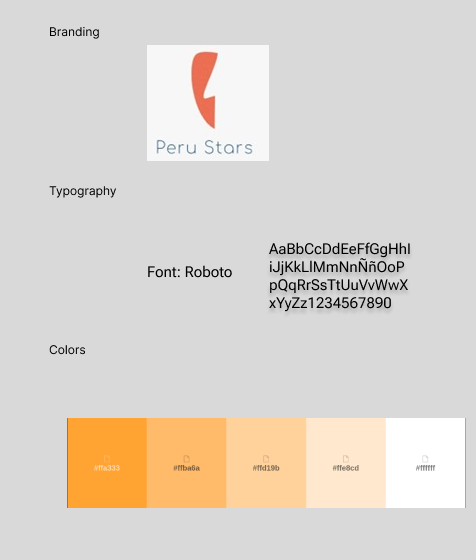 Branding
Peru Stars
Typography
Font: Roboto
AaBbCcDdEeFfGgHhI
iJjKkLlMmNnÑñOoP
pQqRrSsTtUuVvWwX
xYyZz1234567890
Colors
#ffa333
#ffba6a
#ffd19b
#ffe8cd
#ffffff